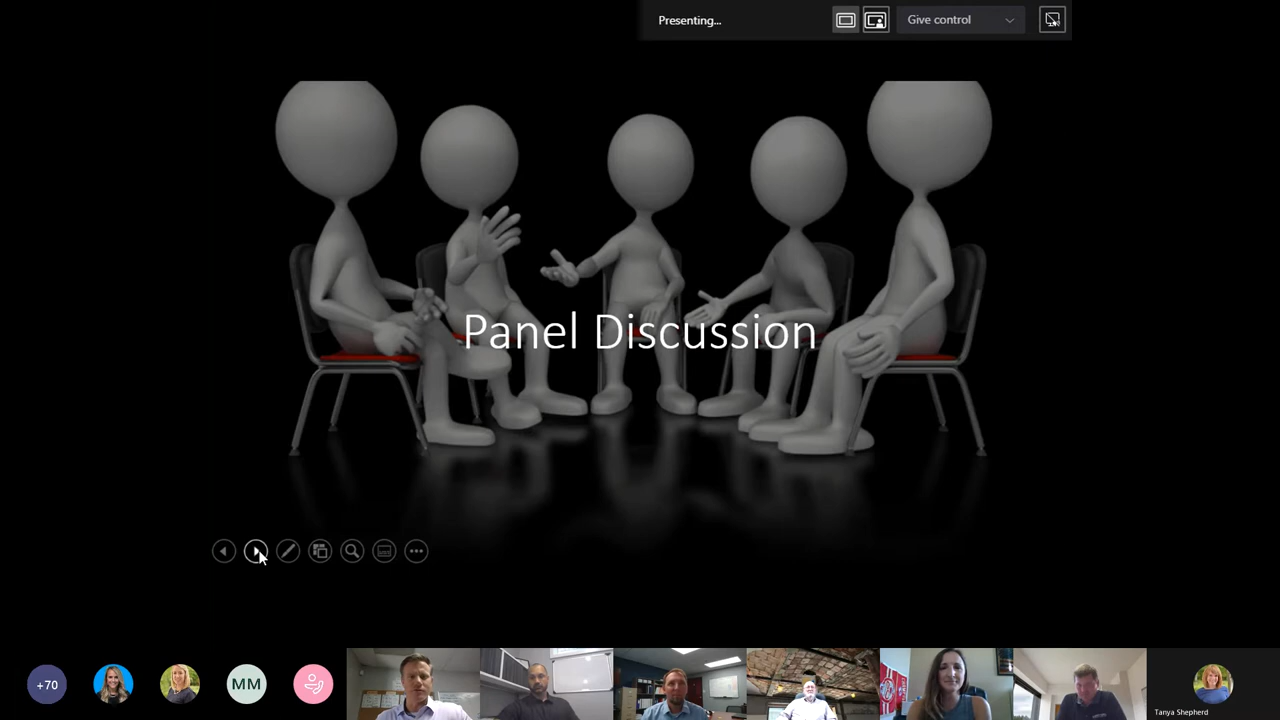 Presenting...
Give control
Panel Discussion
+70
MM
Tanya Shepherd